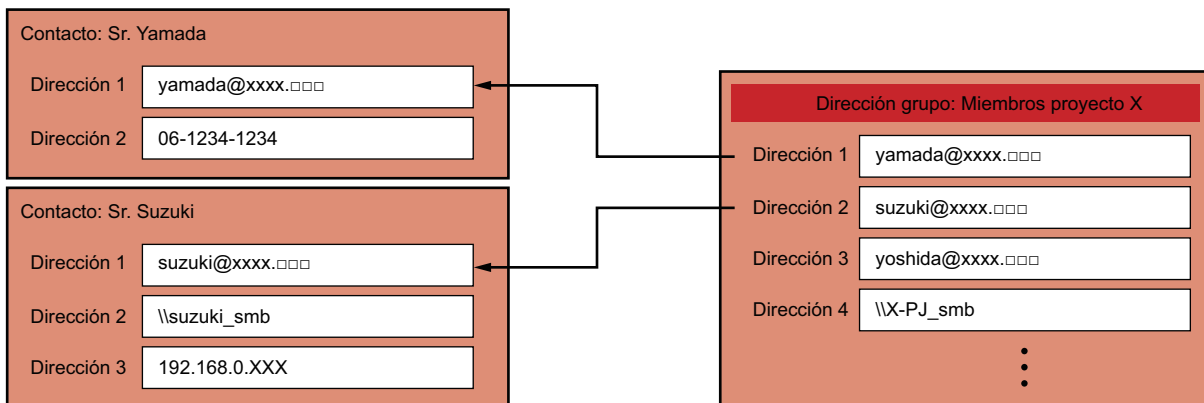 Contacto: Sr. Yamada
Dirección 1 yamada@xxxx.□□□
Dirección 2 06-1234-1234
Contacto: Sr. Suzuki
Dirección 1 suzuki@xxxx.□□□
Dirección 2 \\suzuki_smb
Dirección 3 192.168.0.XXX
Dirección grupo: Miembros proyecto X
Dirección 1 yamada@xxxx.□□□
Dirección 2 suzuki@xxxx.□□□
Dirección 3 yoshida@xxxx.□□□
Dirección 4 \\X-PJ_smb